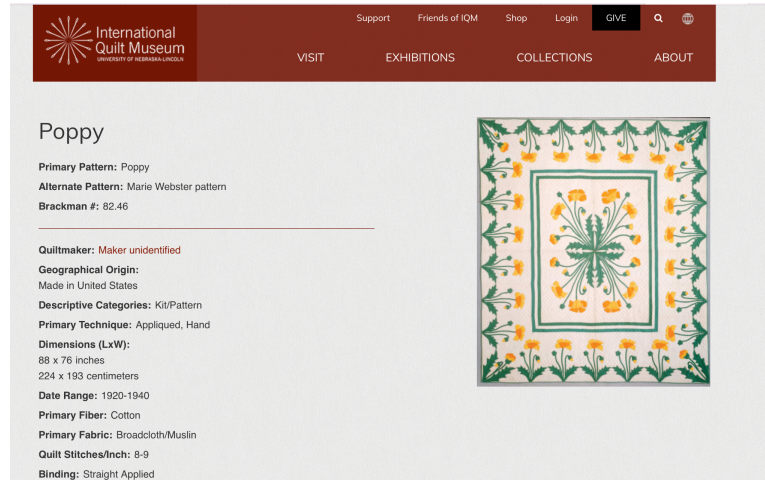 International
Quilt Museum
UNIVERSITY OF NEBRASKA-LINCOLN
Support Friends of IQM Shop Login GIVE
VISIT EXHIBITIONS COLLECTIONS ABOUT
Poppy
Primary Pattern: Poppy
Alternate Pattern: Marie Webster pattern
Brackman #: 82.46
Quiltmaker: Maker unidentified
Geographical Origin:
Made in United States
Descriptive Categories: Kit/Pattern
Primary Technique: Appliqued, Hand
Dimensions (LxW):
88 x 76 inches
224 x 193 centimeters
Date Range: 1920-1940
Primary Fiber: Cotton
Primary Fabric: Broadcloth/Muslin
Quilt Stitches/Inch: 8-9
Binding: Straight Applied